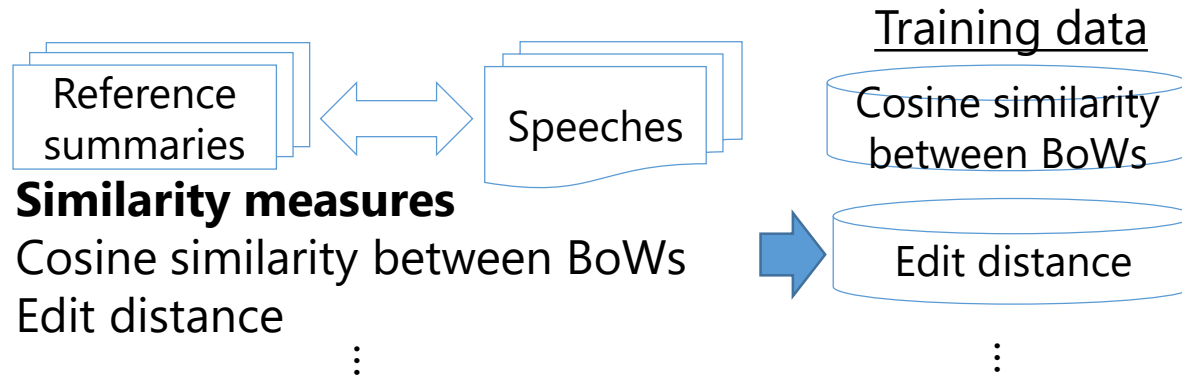 Reference
summaries
Speeches
Similarity measures
Cosine similarity between BoWs
Edit distance
⋮
Training data
Cosine similarity
between BoWs
Edit distance
⋮